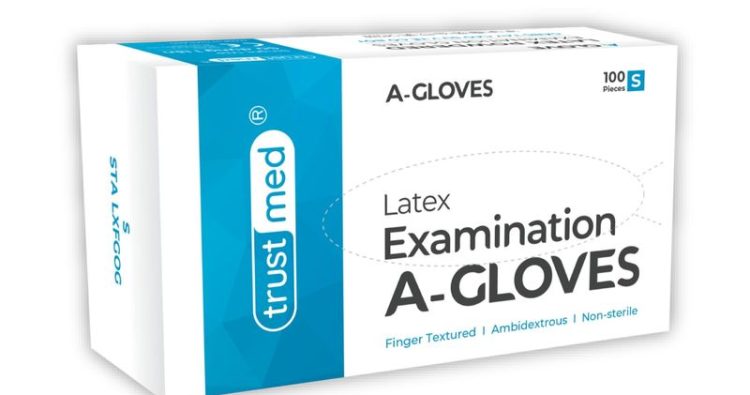 A-GLOVES
100
Pieces S
trust med ®
Latex
Examination
A-GLOVES
Finger Textured I Ambidextrous I Non-sterile
S
STA LXFGOG